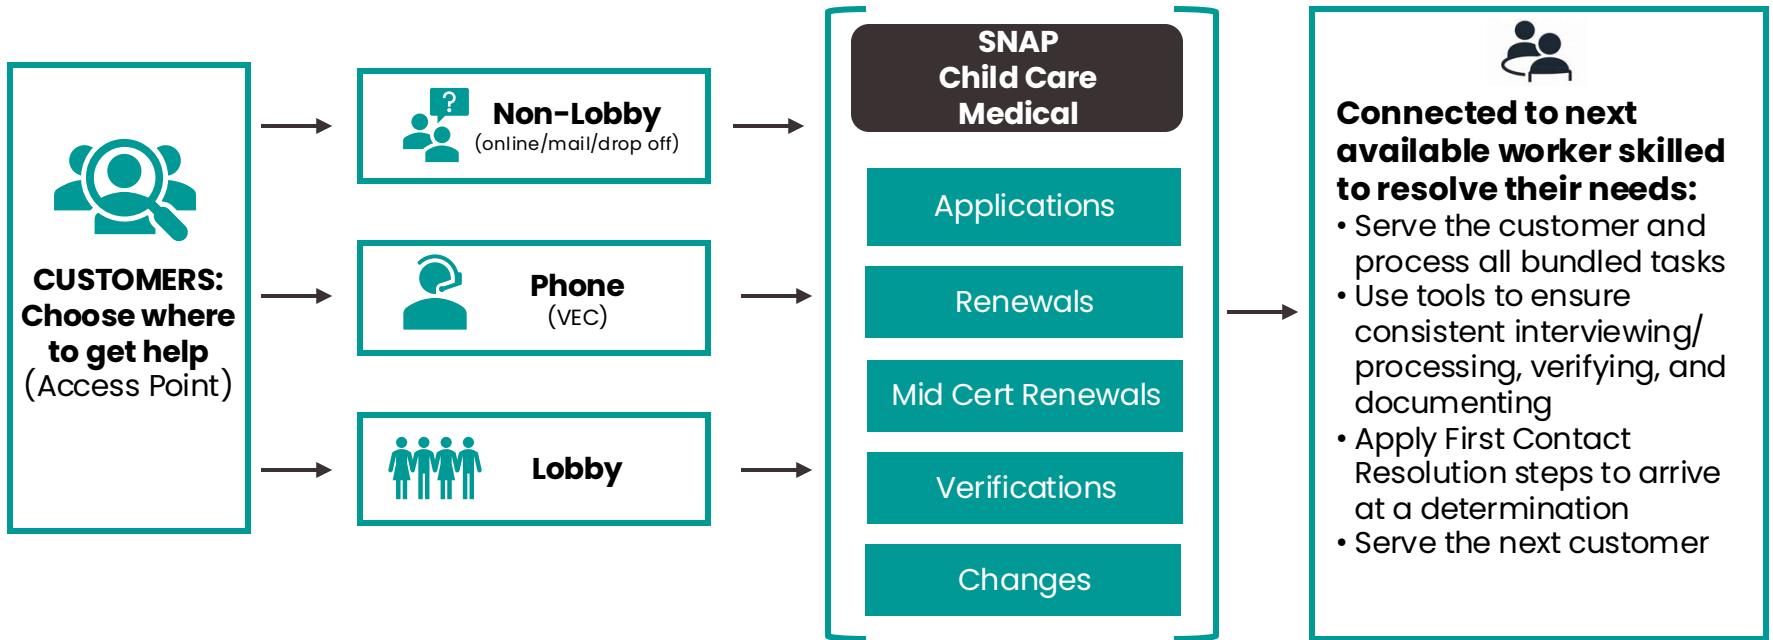 CUSTOMERS:
Choose where
to get help
(Access Point)
?
Non-Lobby
(online/mail/drop off)
Phone
(VEC)
Lobby
SNAP
Child Care
Medical
Applications
Renewals
Mid Cert Renewals
Verifications
Changes
Connected to next
available worker skilled
to resolve their needs:
• Serve the customer and
process all bundled tasks
• Use tools to ensure
consistent interviewing/
processing, verifying, and
documenting
• Apply First Contact
Resolution steps to arrive
at a determination
• Serve the next customer